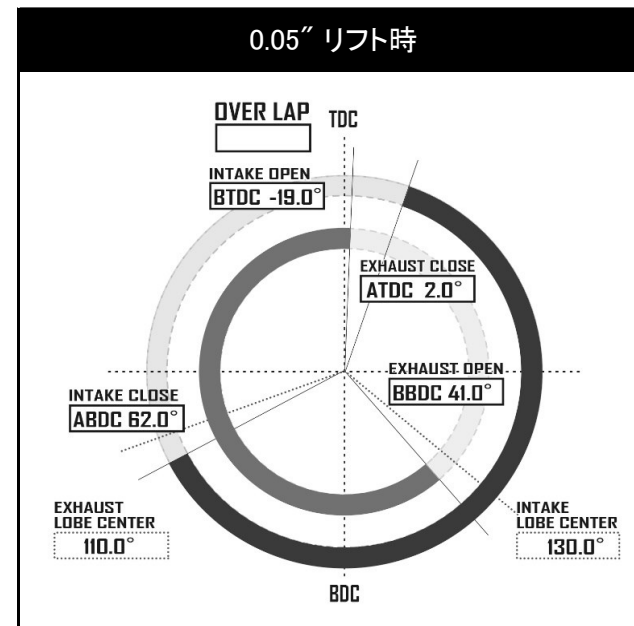 0.05″ リフト時
OVER LAP
TDC
INTAKE OPEN
BTDC -19.0°
EXHAUST CLOSE
ATDC 2.0°
EXHAUST OPEN
BBDC 41.0°
INTAKE CLOSE
ABDC 62.0°
EXHAUST
LOBE CENTER
110.0°
INTAKE
LOBE CENTER
130.0°
BDC